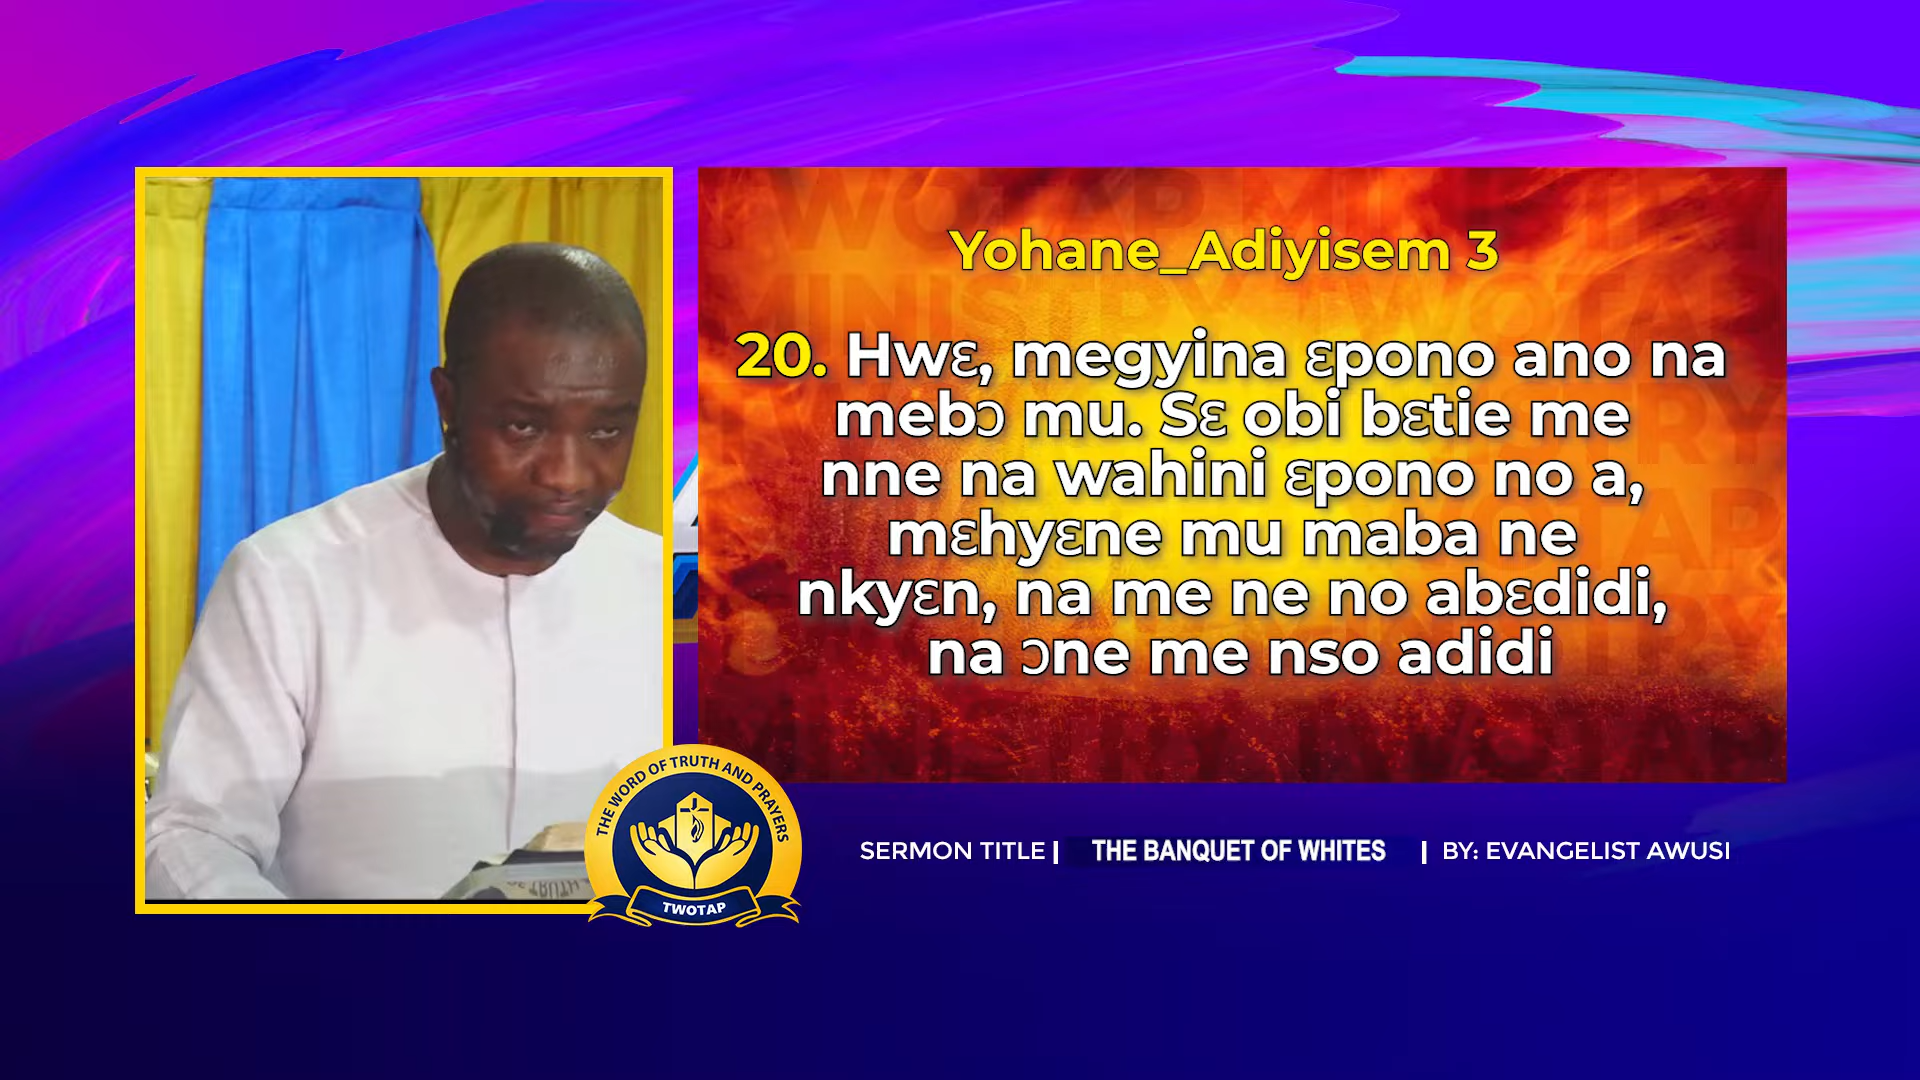 Yohane_Adiyisem 3
20. Hwɛ, megyina ɛpono ano na
mebɔ mu. Sɛ obi bɛtie me
nne na wahini ɛpono no a,
mɛhyɛne mu maba ne
nkyɛn, na me ne no abɛdidi,
na ɔne me nso adidi
THE WORD OF TRUTH AND PRAYERS
TWOTAP
SERMON TITLE | THE BANQUET OF WHITES | BY: EVANGELIST AWUSI